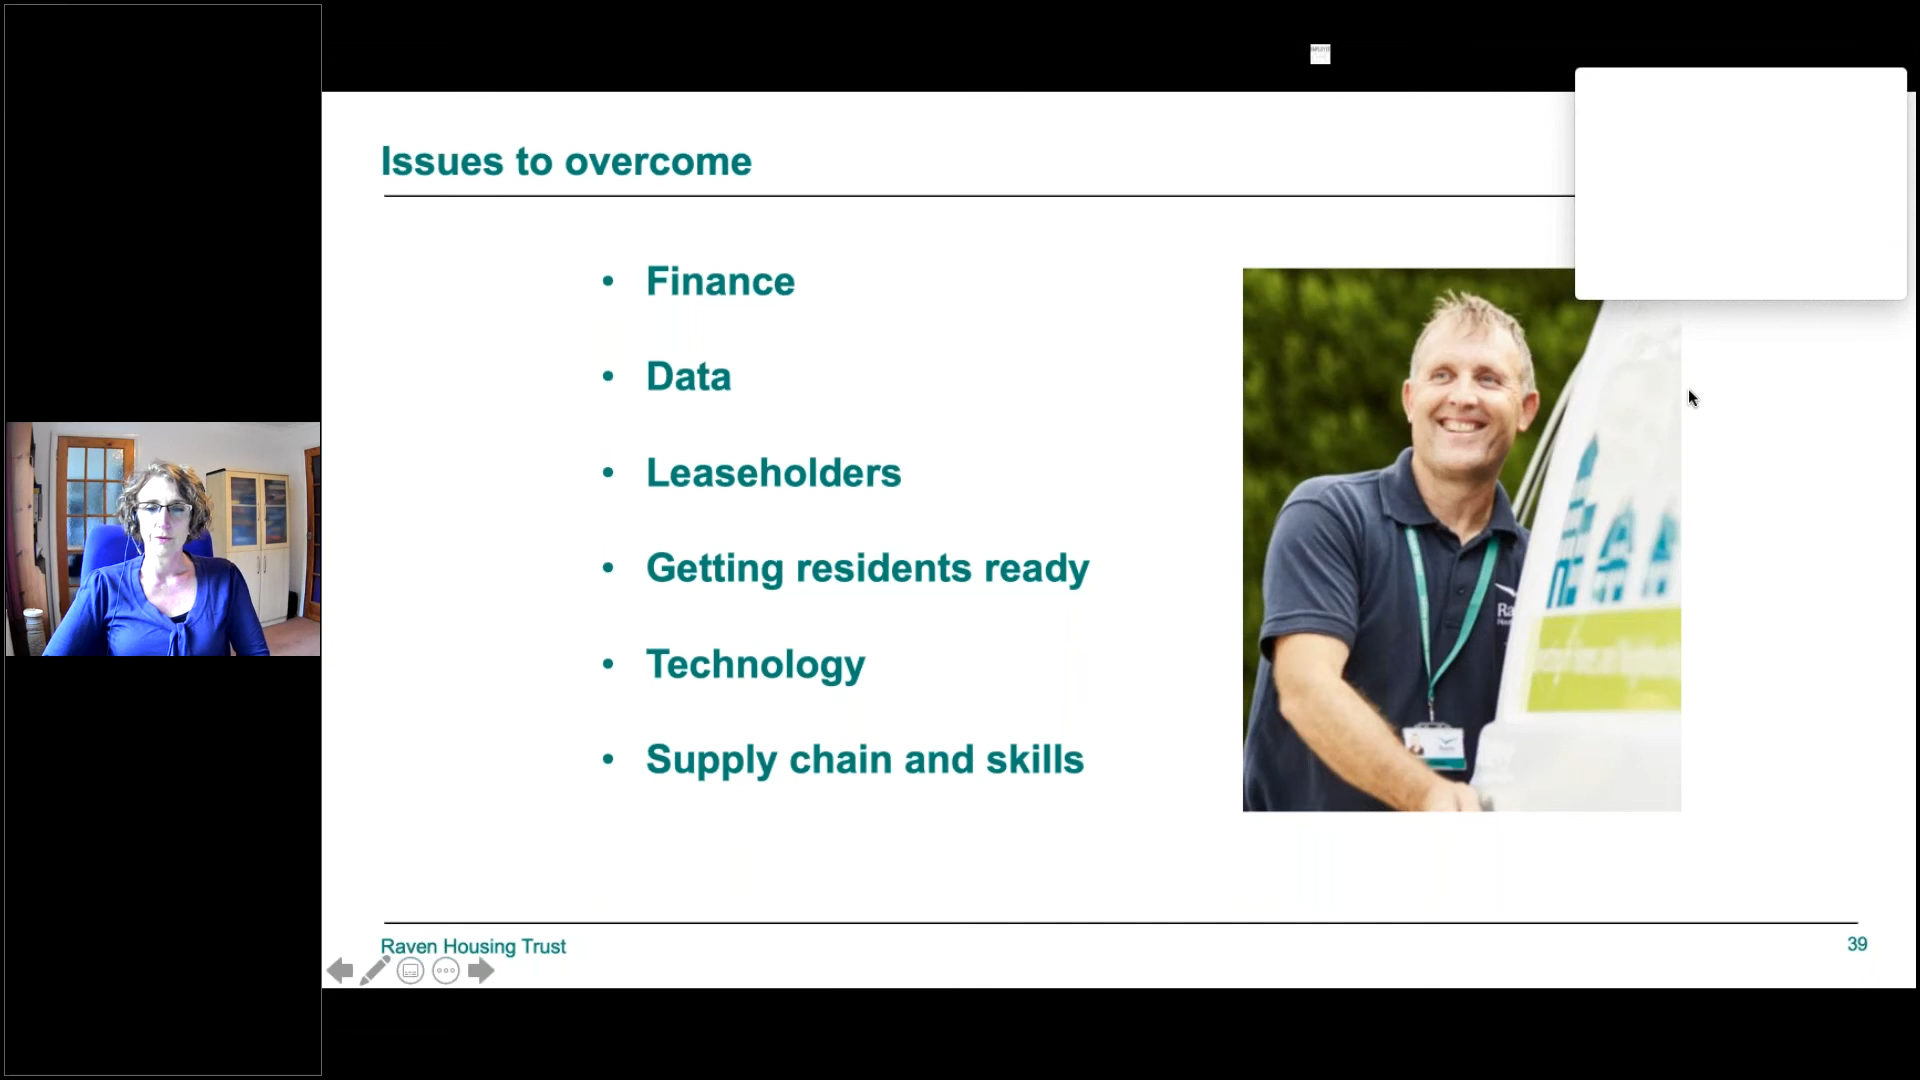 Issues to overcome
• Finance
• Data
• Leaseholders
• Getting residents ready
• Technology
• Supply chain and skills
Raven Housing Trust
39